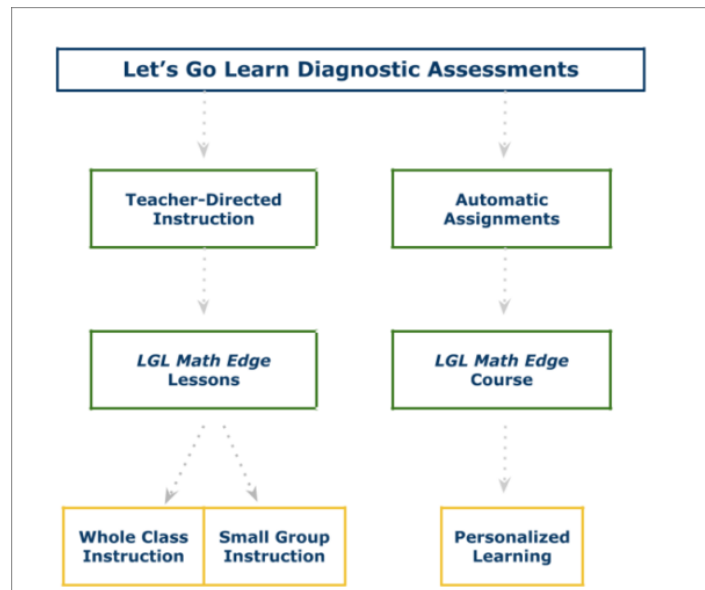 Let's Go Learn Diagnostic Assessments
Teacher-Directed
Instruction
Automatic
Assignments
LGL Math Edge
Lessons
LGL Math Edge
Course
Whole Class
Instruction
Small Group
Instruction
Personalized
Learning